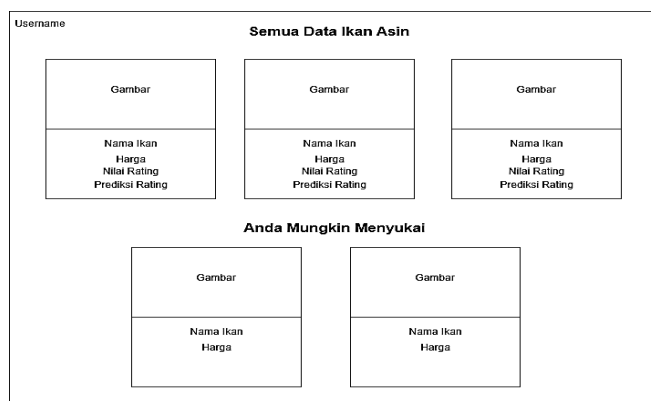 Username
Semua Data Ikan Asin
Gambar
Nama Ikan
Harga
Nilai Rating
Prediksi Rating
Gambar
Nama Ikan
Harga
Nilai Rating
Prediksi Rating
Gambar
Nama Ikan
Harga
Nilai Rating
Prediksi Rating
Anda Mungkin Menyukai
Gambar
Nama Ikan
Harga
Gambar
Nama Ikan
Harga